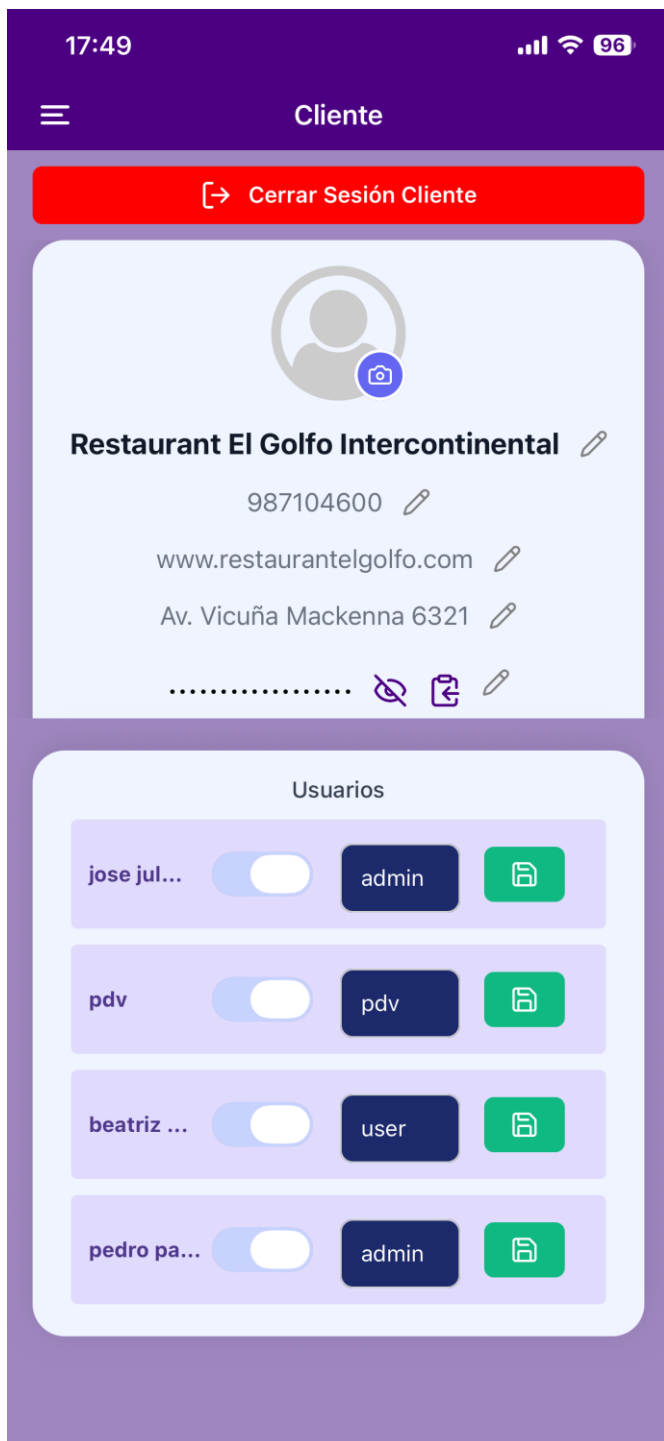 17:49 96
Cliente
Cerrar Sesión Cliente
Restaurant El Golfo Intercontinental
987104600
www.restaurantelgolfo.com
Av. Vicuña Mackenna 6321
..................
Usuarios
jose jul... admin
pdv pdv
beatriz ... user
pedro pa... admin